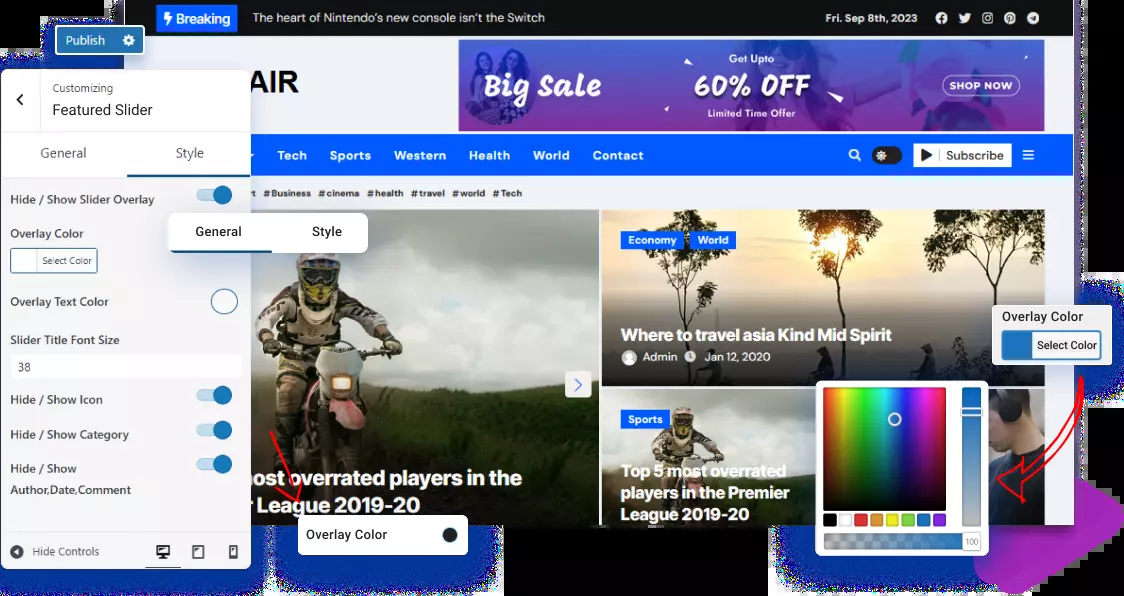 Breaking
The heart of Nintendo's new console isn't the Switch
Fri. Sep 8th, 2023
Publish
Customizing
Featured Slider
General
Style
Hide / Show Slider Overlay
Overlay Color
Select Color
Overlay Text Color
Slider Title Font Size
38
Hide / Show Icon
Hide / Show Category
Hide / Show
Author,Date,Comment
Hide Controls
AIR
Big Sale
Get Upto
60% OFF
Limited Time Offer
SHOP NOW
Tech Sports Western Health World Contact
Subscribe
#Business #cinema #health #travel #world #Tech
General
Style
ost overrated players in the
League 2019-20
Overlay Color
Economy
World
Where to travel asia Kind Mid Spirit
Admin Jan 12, 2020
Sports
Top 5 most overrated
players in the Premier
League 2019-20
Overlay Color
Select Color
100